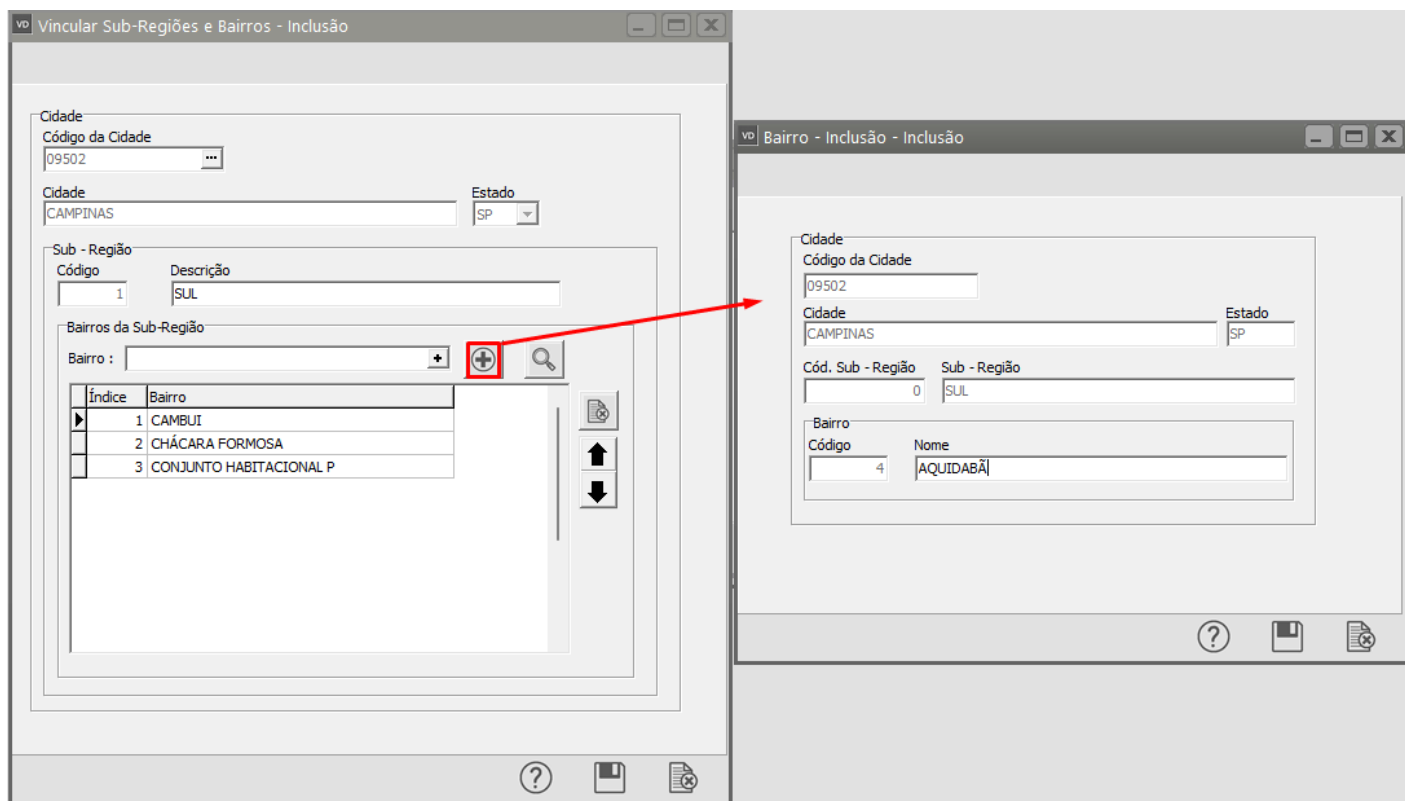 VD Vincular Sub-Regiões e Bairros - Inclusão
Cidade
Código da Cidade
09502 ...
Cidade Estado
CAMPINAS SP
Sub - Região
Código Descrição
1 SUL
Bairros da Sub-Região
Bairro :
Índice Bairro
1 CAMBUI
2 CHÁCARA FORMOSA
3 CONJUNTO HABITACIONAL P
VD Bairro - Inclusão - Inclusão
Cidade
Código da Cidade
09502
Cidade Estado
CAMPINAS SP
Cód. Sub - Região Sub - Região
0 SUL
Bairro
Código Nome
4 AQUIDABÃ